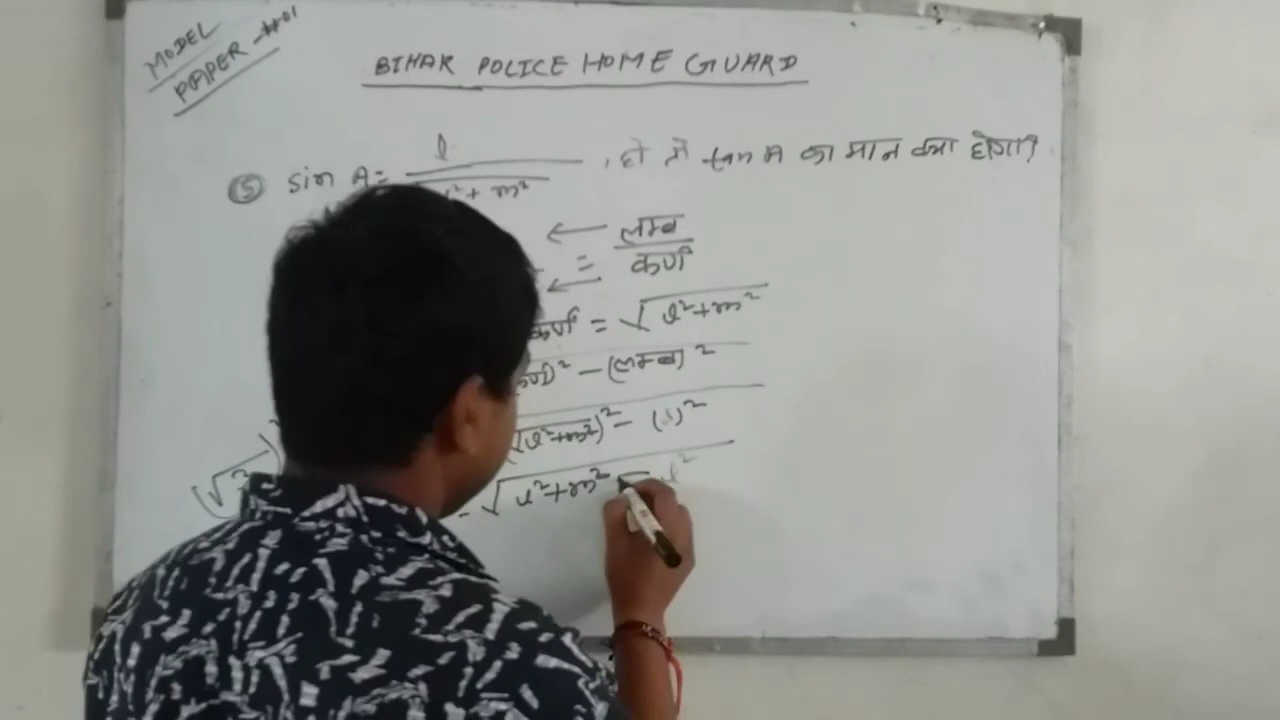 MODEL
PAPER #01
BIHAR POLICE HOME GUARD
(5) sin A = l / √l²+m² , हो तो tan A का मान क्या होगा?
← लम्ब
= कर्ण
←
कर्ण = √l²+m²
)² - (लम्ब)²
(√l²+m²)² - (l)²
= √l²+m² - l²